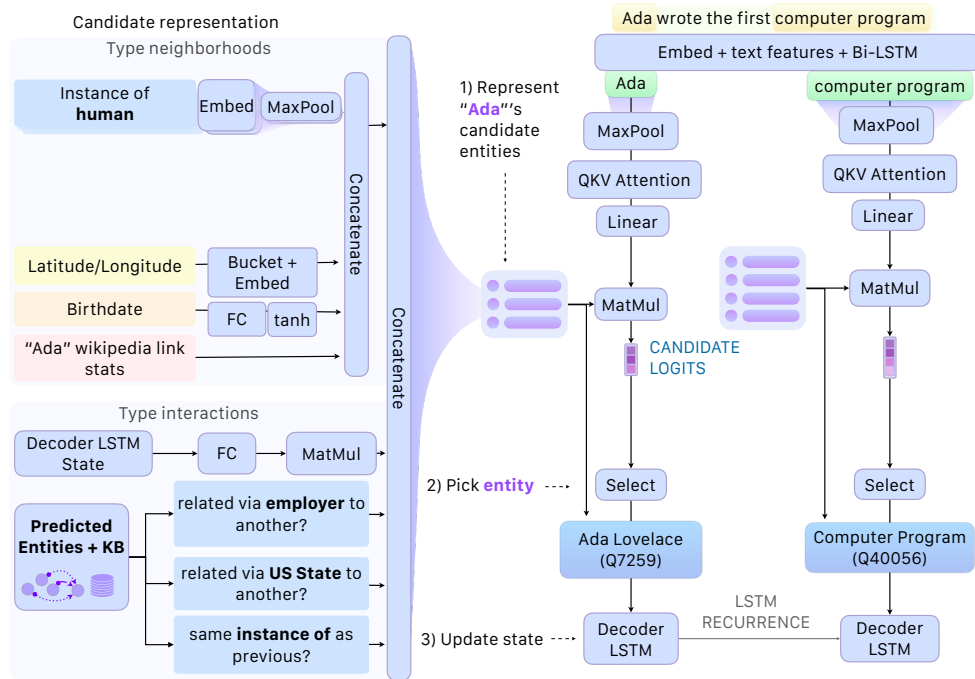 Candidate representation
Type neighborhoods
Instance of
human
Embed
MaxPool
Concatenate
Latitude/Longitude
Bucket +
Embed
Birthdate
FC
tanh
“Ada” wikipedia link
stats
Concatenate
Type interactions
Decoder LSTM
State
FC
MatMul
Predicted
Entities + KB
related via employer to
another?
related via US State to
another?
same instance of as
previous?
1) Represent
“Ada”’s
candidate
entities
2) Pick entity
3) Update state
Ada wrote the first computer program
Embed + text features + Bi-LSTM
Ada
MaxPool
QKV Attention
Linear
MatMul
CANDIDATE
LOGITS
Select
Ada Lovelace
(Q7259)
Decoder
LSTM
LSTM
RECURRENCE
computer program
MaxPool
QKV Attention
Linear
MatMul
Select
Computer Program
(Q40056)
Decoder
LSTM